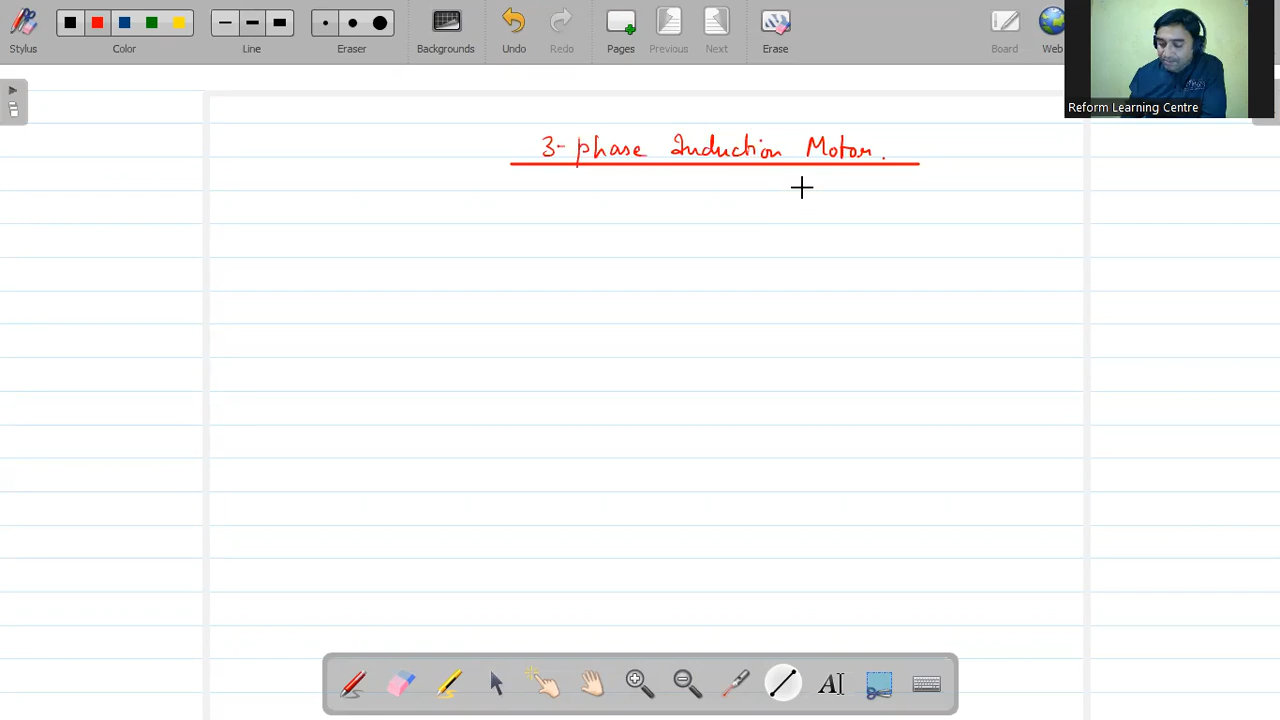 Stylus Color Line Eraser Backgrounds Undo Redo Pages Previous Next Erase Board Web
Reform Learning Centre
3-phase Induction Motor.
AI